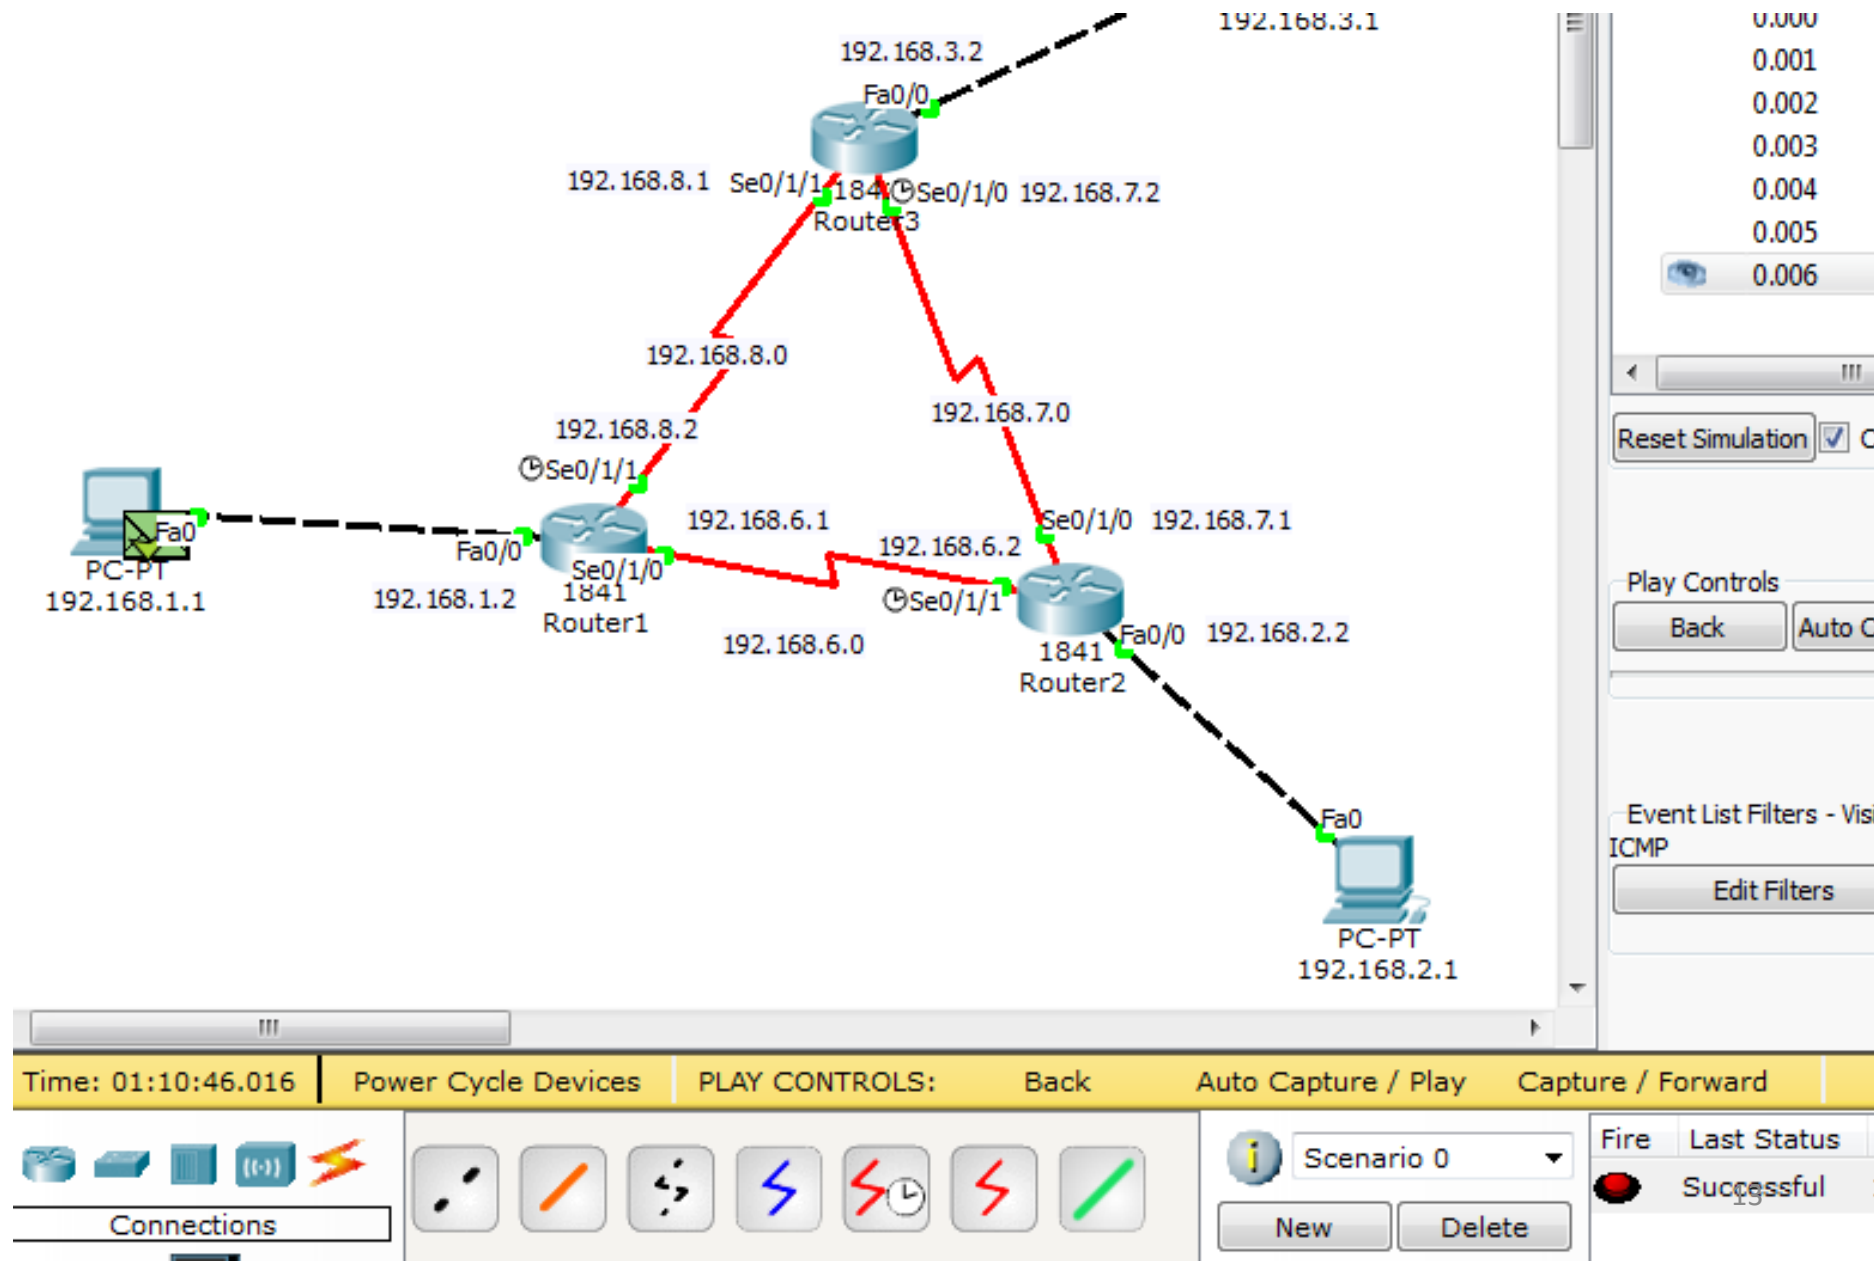 192.168.3.1
192.168.3.2
Fa0/0
192.168.8.1
Se0/1/1
Se0/1/0
192.168.7.2
Router3
192.168.8.0
192.168.7.0
192.168.8.2
Se0/1/1
192.168.6.1
Se0/1/0
192.168.7.1
Fa0
Fa0/0
192.168.6.2
Se0/1/0
PC-PT
192.168.1.1
192.168.1.2
1841
Router1
Se0/1/1
192.168.6.0
Fa0/0
192.168.2.2
1841
Router2
Fa0
PC-PT
192.168.2.1
0.000
0.001
0.002
0.003
0.004
0.005
0.006
Reset Simulation
Play Controls
Back
Auto C
Event List Filters - Visi
ICMP
Edit Filters
Time: 01:10:46.016
Power Cycle Devices
PLAY CONTROLS:
Back
Auto Capture / Play
Capture / Forward
Connections
Scenario 0
New
Delete
Fire
Last Status
Successful